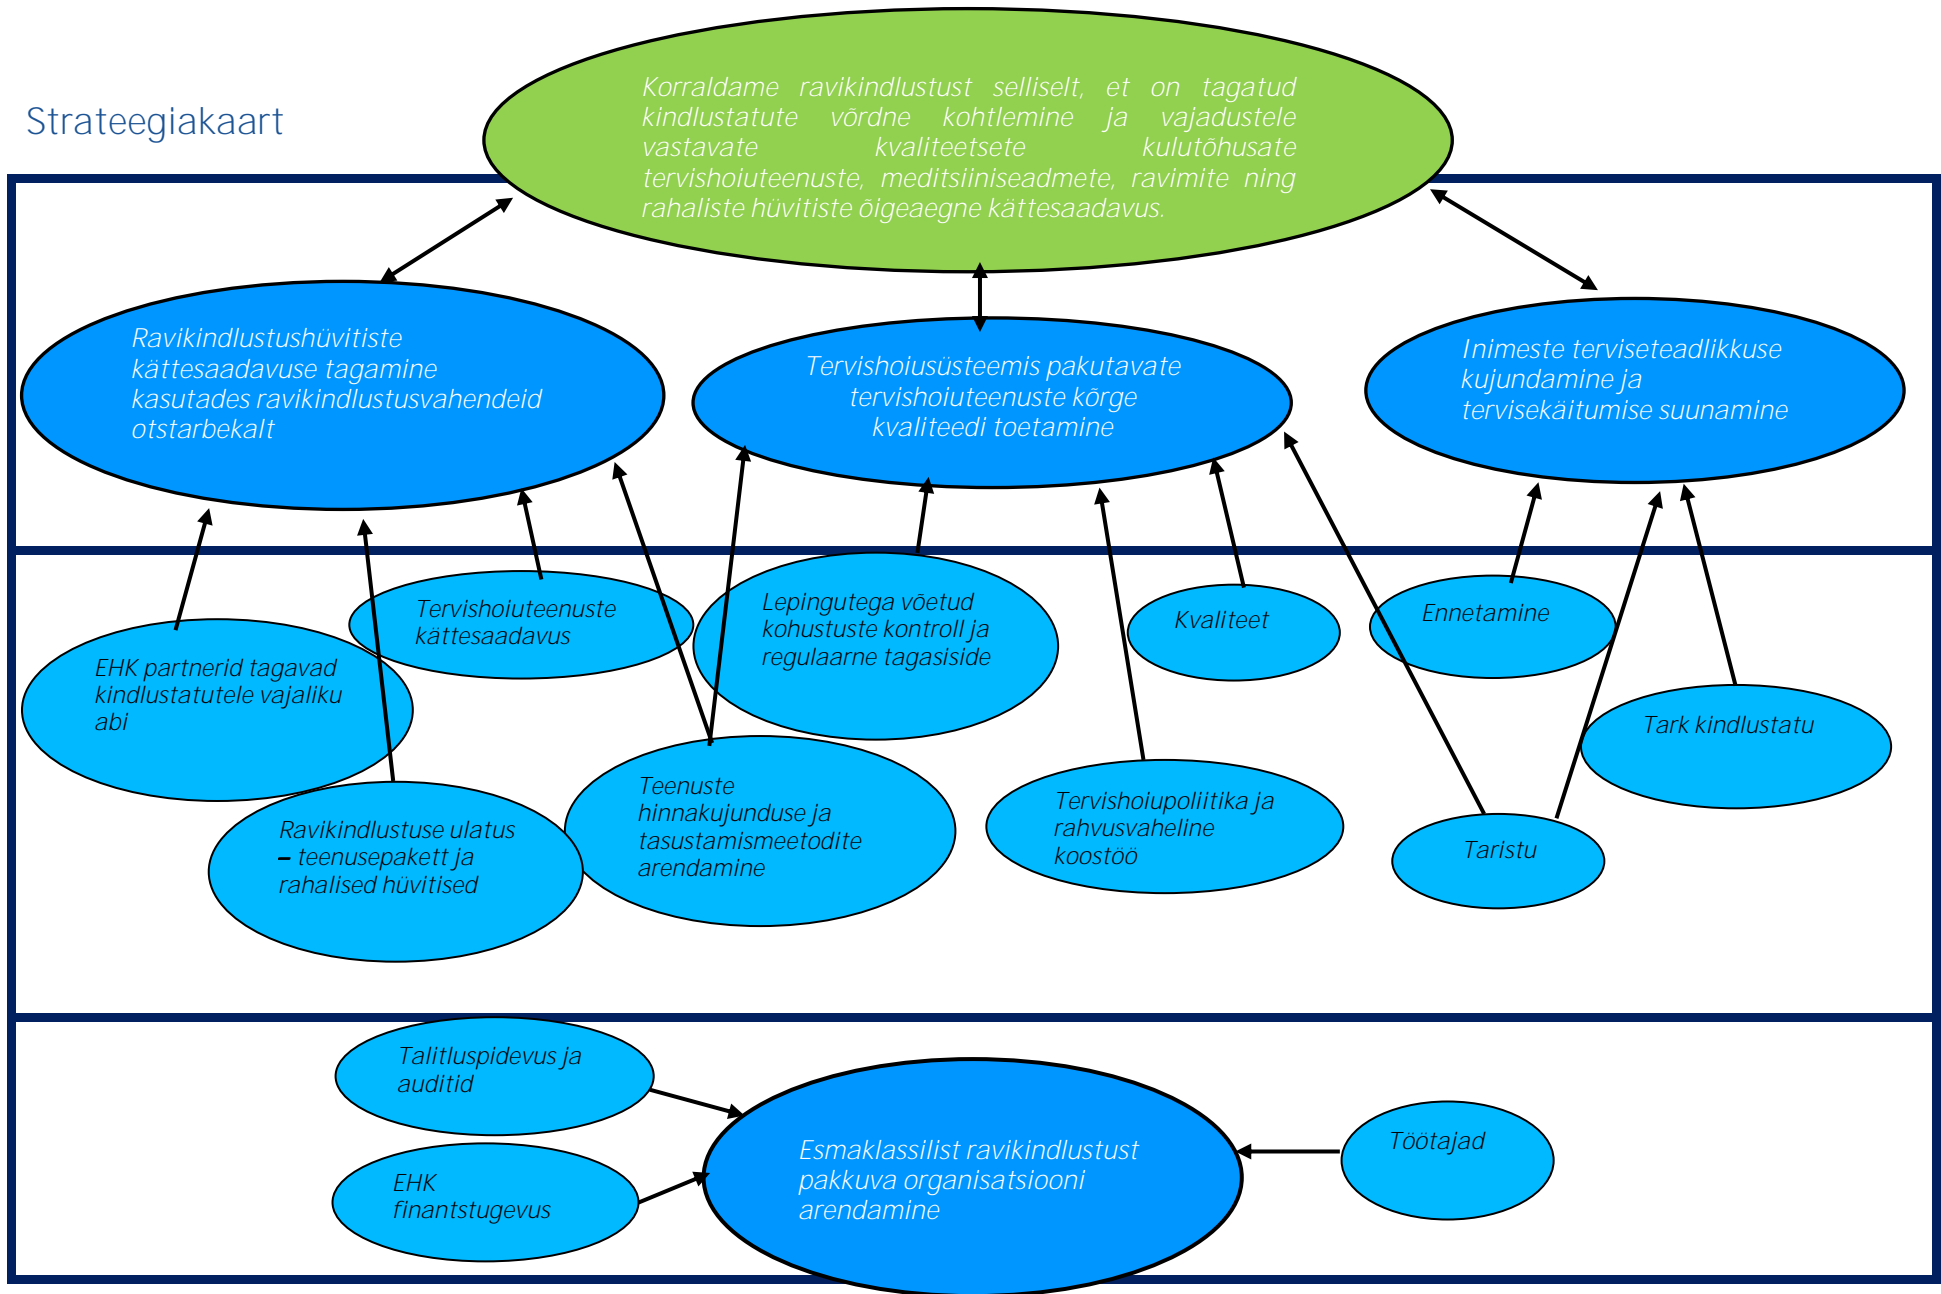 Strateegiakaart
Korraldame ravikindlustust selliselt, et on tagatud
kindlustatute võrdne kohtlemine ja vajadustele
vastavate kvaliteetsete kulutõhusate
tervishoiuteenuste, meditsiiniseadmete, ravimite ning
rahaliste hüvitiste õigeaegne kättesaadavus.
Ravikindlustushüvitiste
kättesaadavuse tagamine
kasutades ravikindlustusvahendeid
otstarbekalt
Tervishoiusüsteemis pakutavate
tervishoiuteenuste kõrge
kvaliteedi toetamine
Inimeste terviseteadlikkuse
kujundamine ja
tervisekäitumise suunamine
EHK partnerid tagavad
kindlustatutele vajaliku
abi
Tervishoiuteenuste
kättesaadavus
Lepingutega võetud
kohustuste kontroll ja
regulaarne tagasiside
Kvaliteet
Ennetamine
Tark kindlustatu
Ravikindlustuse ulatus
– teenusepakett ja
rahalised hüvitised
Teenuste
hinnakujunduse ja
tasustamismeetodite
arendamine
Tervishoiupoliitika ja
rahvusvaheline
koostöö
Taristu
Talitluspidevus ja
auditid
EHK
finantstugevus
Esmaklassilist ravikindlustust
pakkuva organisatsiooni
arendamine
Töötajad